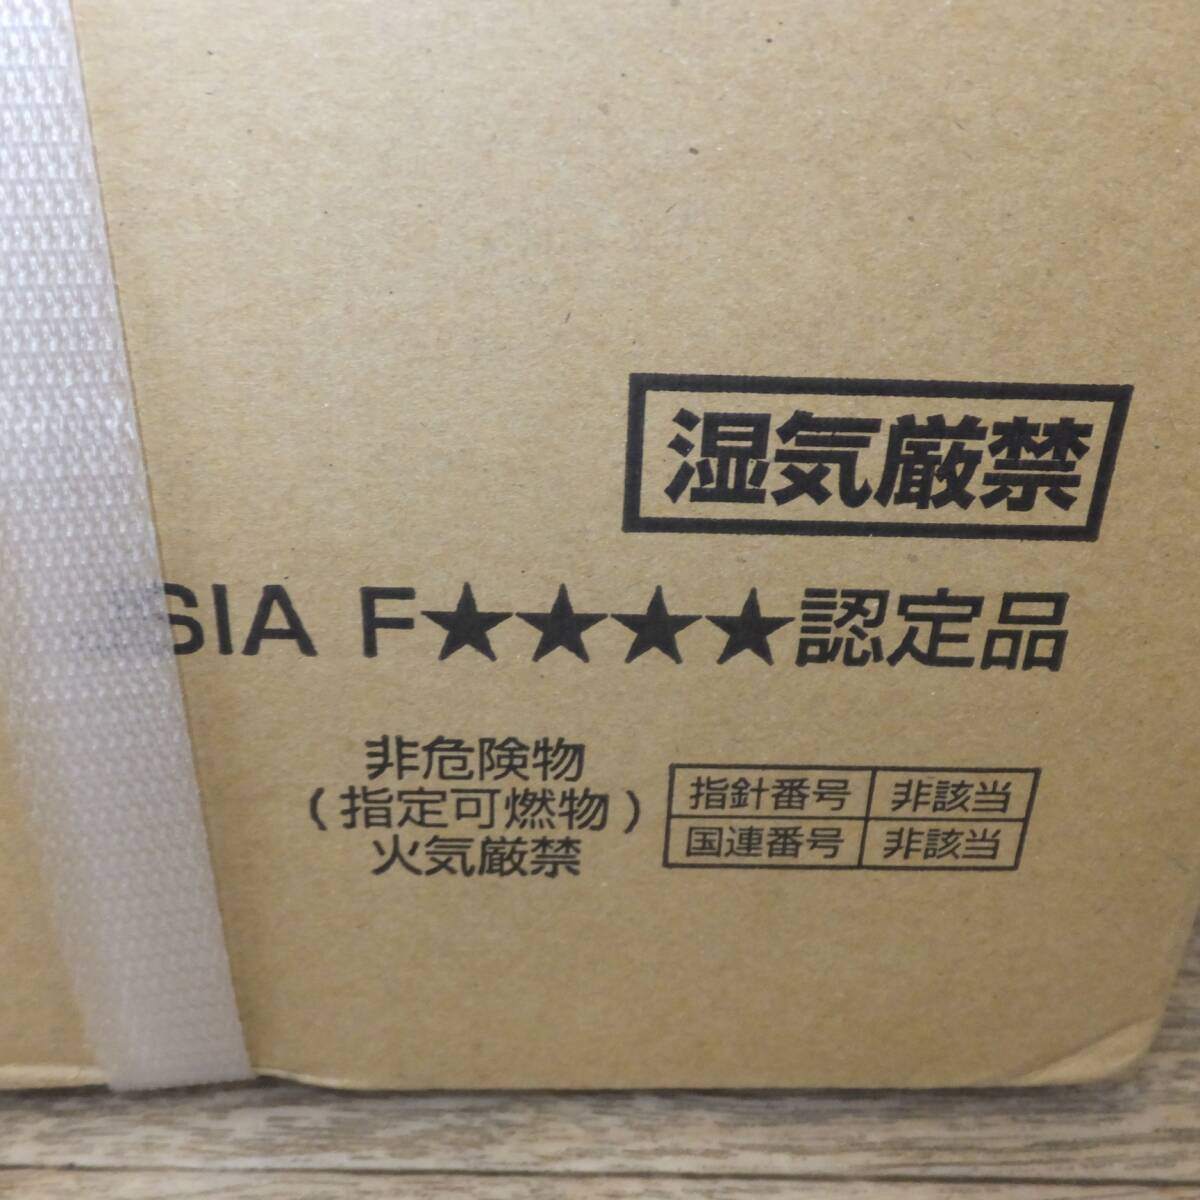 湿気厳禁
SIA F★★★★認定品
非危険物
(指定可燃物)
火気厳禁
指針番号 非該当
国連番号 非該当